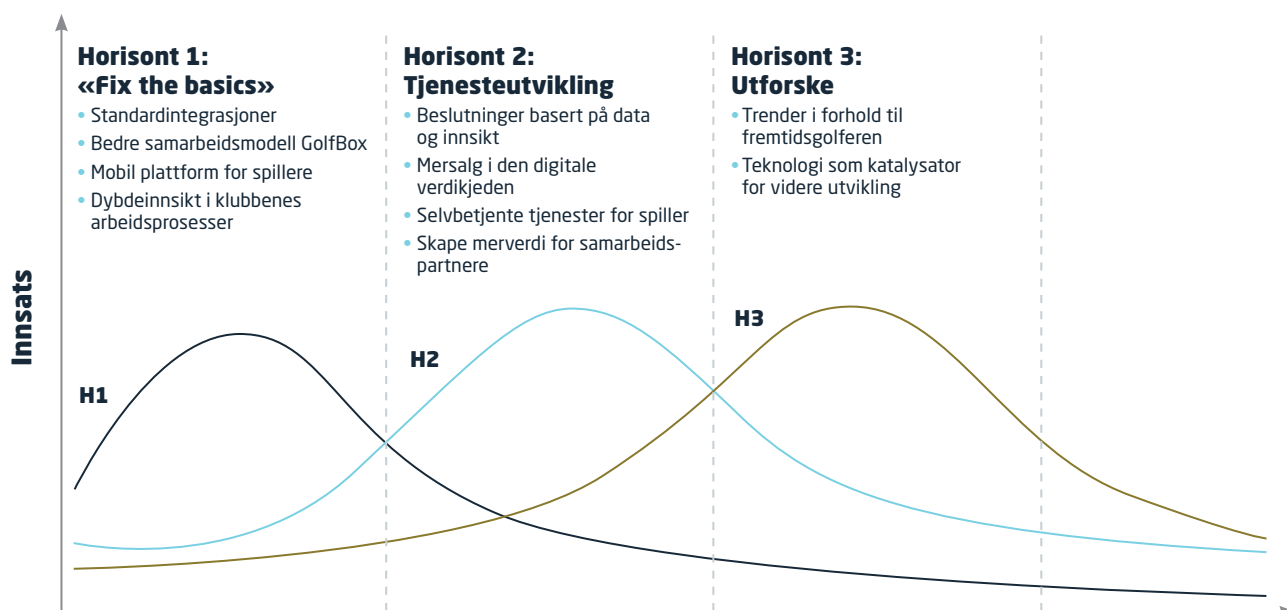 Horisont 1:
«Fix the basics»
• Standardintegrasjoner
• Bedre samarbeidsmodell GolfBox
• Mobil plattform for spillere
• Dybdeinnsikt i klubbenes
arbeidsprosesser
Horisont 2:
Tjenesteutvikling
• Beslutninger basert på data
og innsikt
• Mersalg i den digitale
verdikjeden
• Selvbetjente tjenester for spiller
• Skape merverdi for samarbeids-
partnere
Horisont 3:
Utforske
• Trender i forhold til
fremtidsgolferen
• Teknologi som katalysator
for videre utvikling
Innsats
H1
H2
H3